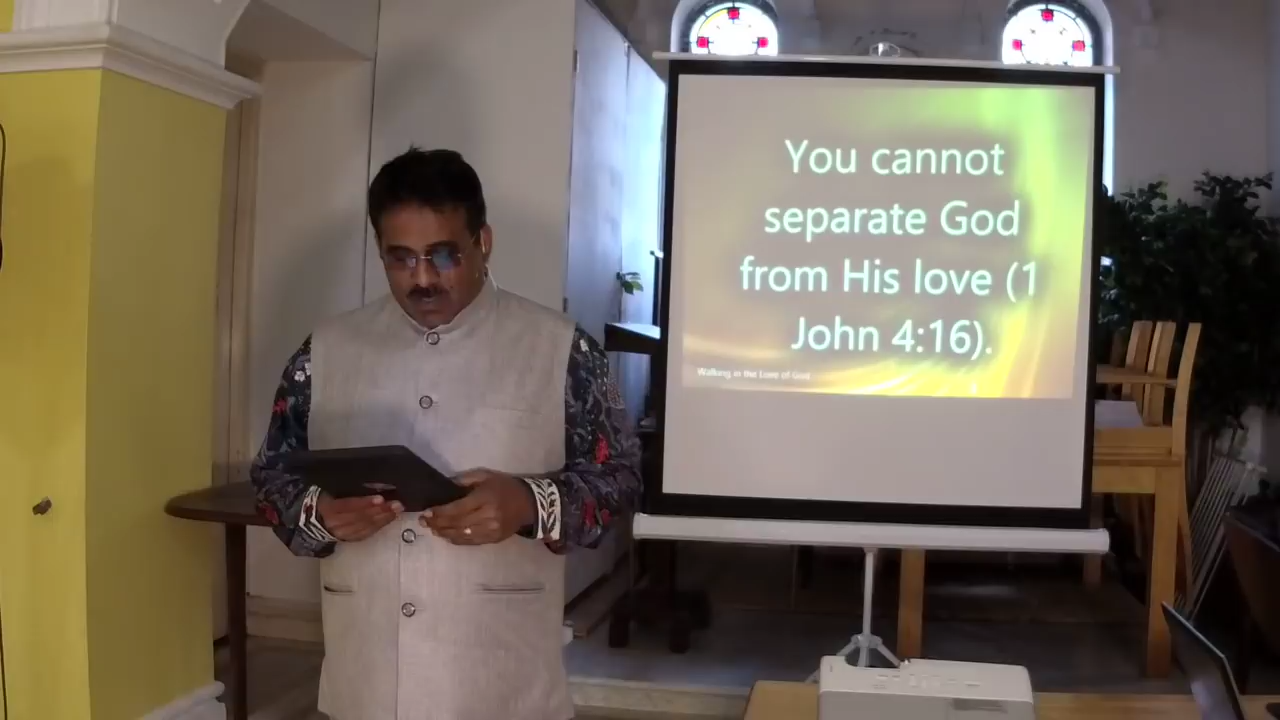 You cannot
separate God
from His love (1
John 4:16).
Walking in the Love of God